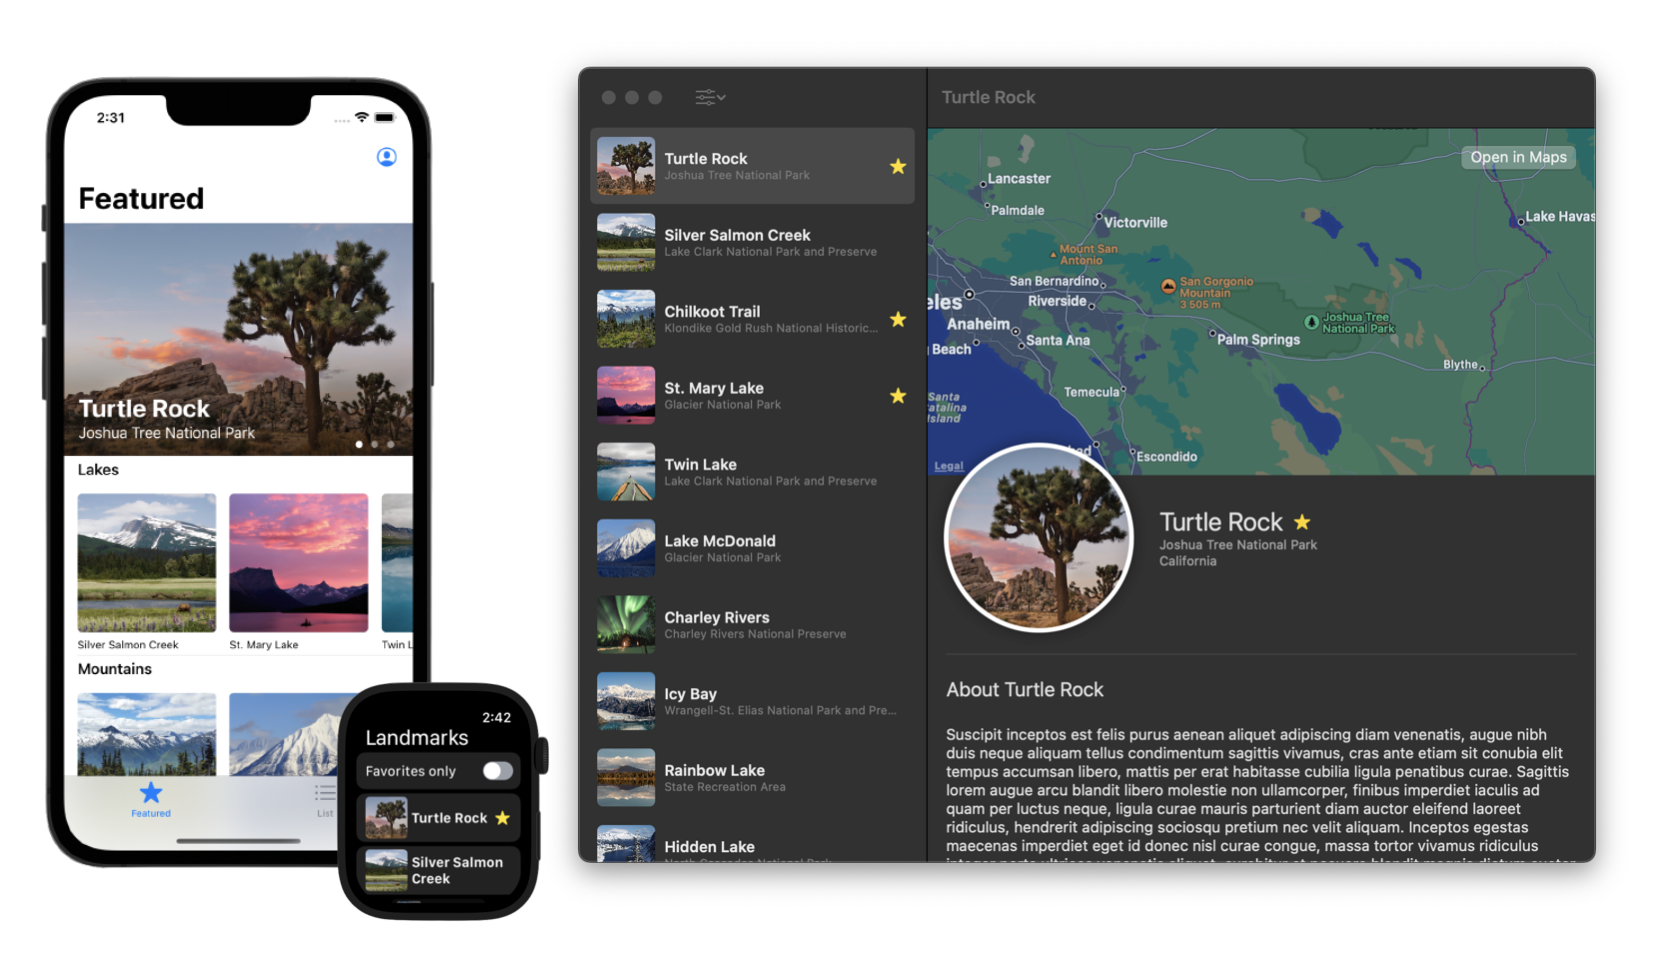 2:31
Featured
Turtle Rock
Joshua Tree National Park
Lakes
Silver Salmon Creek
St. Mary Lake
Twin L
Mountains
Featured
List
2:42
Landmarks
Favorites only
Turtle Rock
Silver Salmon
Creek
Turtle Rock
Joshua Tree National Park
Silver Salmon Creek
Lake Clark National Park and Preserve
Chilkoot Trail
Klondike Gold Rush National Historic...
St. Mary Lake
Glacier National Park
Twin Lake
Lake Clark National Park and Preserve
Lake McDonald
Glacier National Park
Charley Rivers
Charley Rivers National Preserve
Icy Bay
Wrangell-St. Elias National Park and Pre...
Rainbow Lake
State Recreation Area
Hidden Lake
North Cascades National Park
Turtle Rock
Open in Maps
Lancaster
Palmdale
Victorville
Lake Havas
Mount San
Antonio
San Bernardino
San Gorgonio
Mountain
3 505 m
eles
Riverside
Anaheim
Joshua Tree
National Park
Santa Ana
Palm Springs
Beach
Blythe
Temecula
Santa
atalina
Island
ad
Escondido
Legal
Turtle Rock
Joshua Tree National Park
California
About Turtle Rock
Suscipit inceptos est felis purus aenean aliquet adipiscing diam venenatis, augue nibh
duis neque aliquam tellus condimentum sagittis vivamus, cras ante etiam sit conubia elit
tempus accumsan libero, mattis per erat habitasse cubilia ligula penatibus curae. Sagittis
lorem augue arcu blandit libero molestie non ullamcorper, finibus imperdiet iaculis ad
quam per luctus neque, ligula curae mauris parturient diam auctor eleifend laoreet
ridiculus, hendrerit adipiscing sociosqu pretium nec velit aliquam. Inceptos egestas
maecenas imperdiet eget id donec nisl curae congue, massa tortor vivamus ridiculus